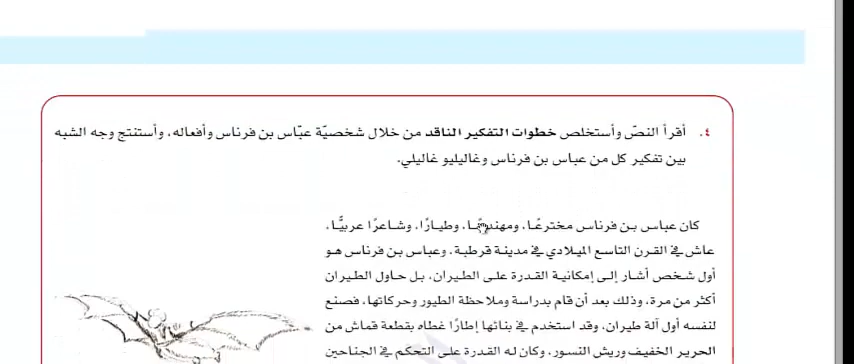 ٤. أقرأ النصّ وأستخلص خطوات التفكير الناقد من خلال شخصيّة عبّاس بن فرناس وأفعاله، وأستنتج وجه الشبه
بين تفكير كل من عباس بن فرناس وغاليليو غاليلي.
كان عباس بن فرناس مخترعًا، ومهندسًا، وطيارًا، وشاعرًا عربيًّا،
عاش في القرن التاسع الميلادي في مدينة قرطبة، وعباس بن فرناس هو
أول شخص أشار إلى إمكانية القدرة على الطيران، بل حاول الطيران
أكثر من مرة، وذلك بعد أن قام بدراسة وملاحظة الطيور وحركاتها، فصنع
لنفسه أول آلة طيران، وقد استخدم في بنائها إطارًا غطاه بقطعة قماش من
الحرير الخفيف وريش النسور، وكان له القدرة على التحكم في الجناحين